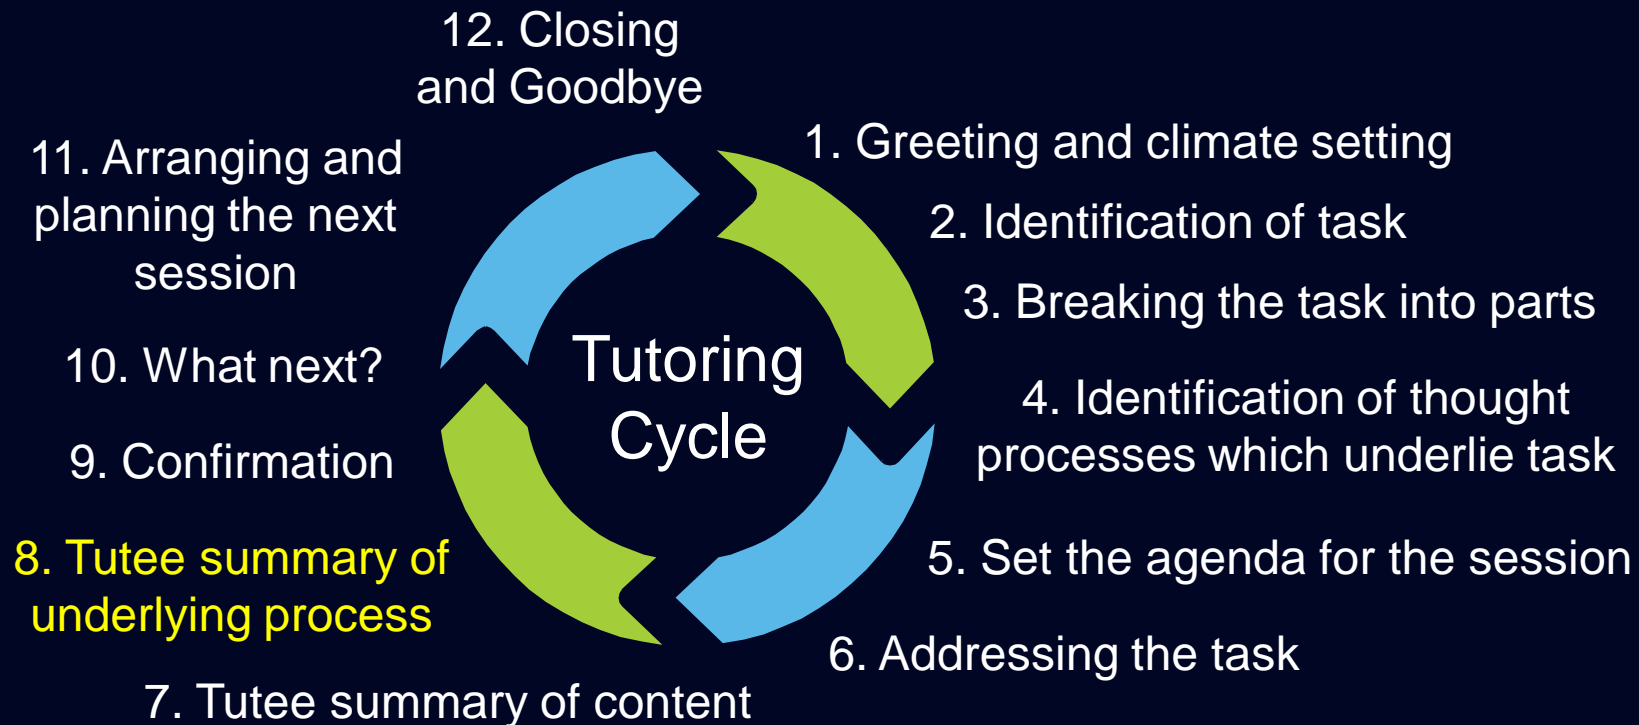 12. Closing
and Goodbye
1. Greeting and climate setting
2. Identification of task
3. Breaking the task into parts
4. Identification of thought
processes which underlie task
5. Set the agenda for the session
6. Addressing the task
7. Tutee summary of content
8. Tutee summary of
underlying process
9. Confirmation
10. What next?
11. Arranging and
planning the next
session
Tutoring
Cycle